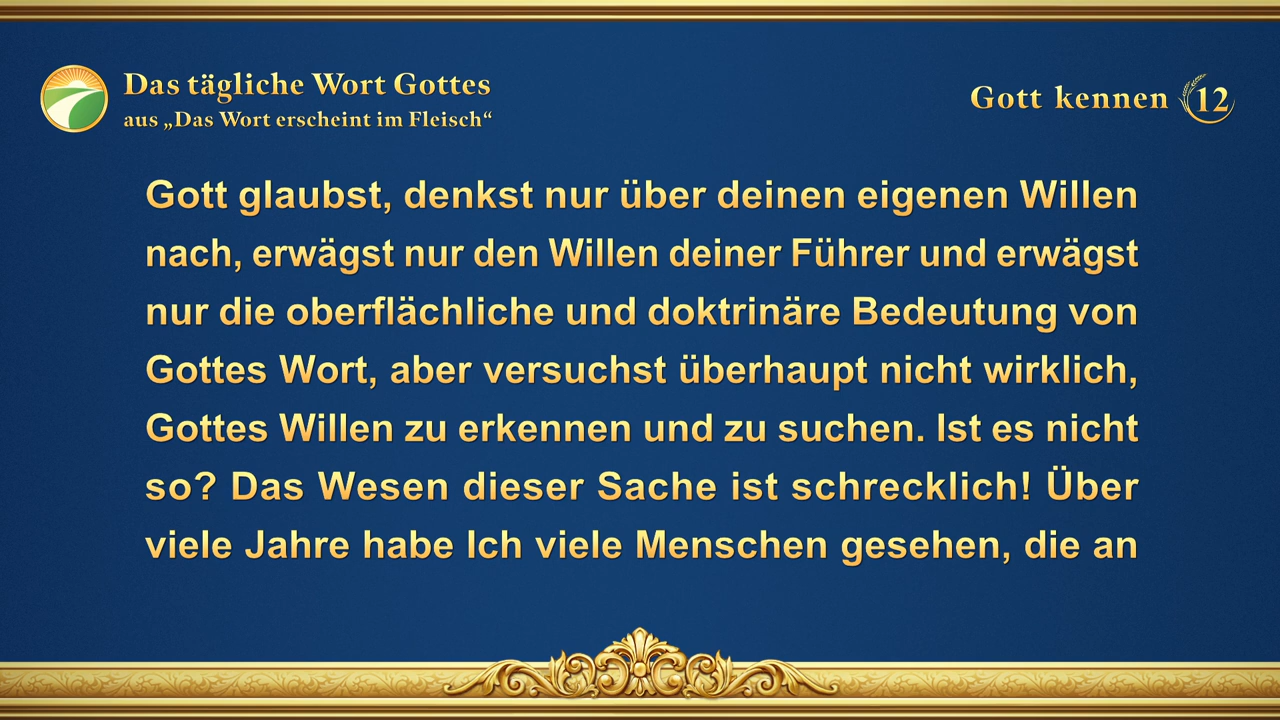 Das tägliche Wort Gottes
aus „Das Wort erscheint im Fleisch“
Gott kennen 12
Gott glaubst, denkst nur über deinen eigenen Willen
nach, erwägst nur den Willen deiner Führer und erwägst
nur die oberflächliche und doktrinäre Bedeutung von
Gottes Wort, aber versuchst überhaupt nicht wirklich,
Gottes Willen zu erkennen und zu suchen. Ist es nicht
so? Das Wesen dieser Sache ist schrecklich! Über
viele Jahre habe Ich viele Menschen gesehen, die an